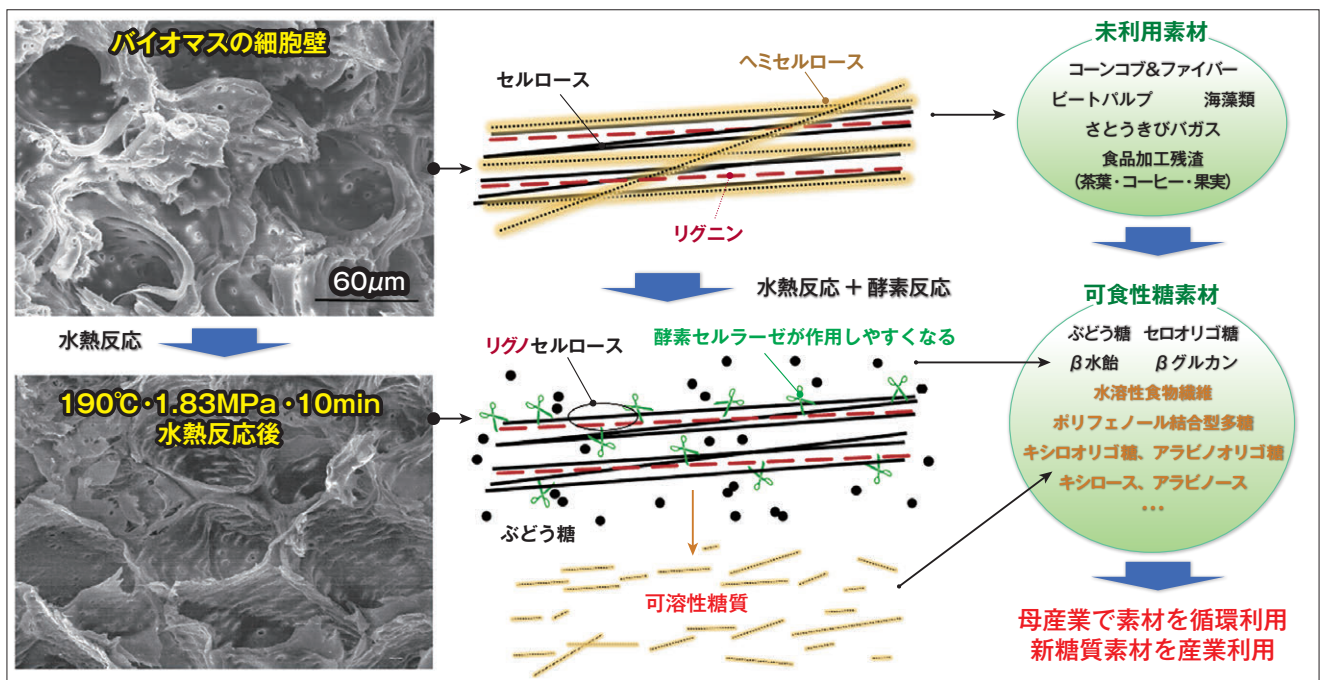 バイオマスの細胞壁
60μm
水熱反応
190℃・1.83MPa・10min
水熱反応後
セルロース
ヘミセルロース
リグニン
水熱反応 + 酵素反応
リグノセルロース
酵素セルラーゼが作用しやすくなる
ぶどう糖
可溶性糖質
未利用素材
コーンコブ&ファイバー
ビートパルプ 海藻類
さとうきびバガス
食品加工残渣
(茶葉・コーヒー・果実)
可食性糖素材
ぶどう糖 セロオリゴ糖
β水飴 βグルカン
水溶性食物繊維
ポリフェノール結合型多糖
キシロオリゴ糖、アラビノオリゴ糖
キシロース、アラビノース
・・・
母産業で素材を循環利用
新糖質素材を産業利用